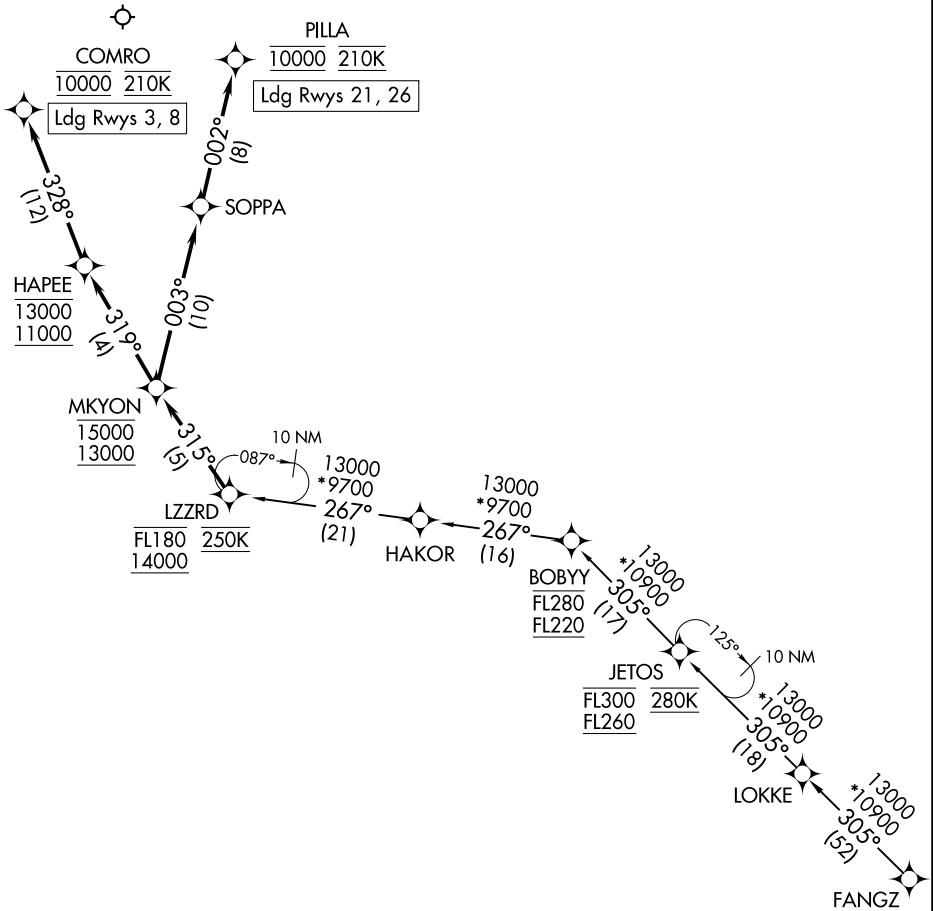 PILLA
10000 210K
Ldg Rwys 21, 26
COMRO
10000 210K
Ldg Rwys 3, 8
002°
(8)
328°
(12)
SOPPA
HAPEE
13000
11000
003°
(10)
319°
(4)
MKYON
15000
13000
315°
(5)
087°
10 NM
13000
*9700
267°
(21)
LZZRD
FL180 250K
14000
HAKOR
13000
*9700
267°
(16)
BOBYY
FL280
FL220
13000
*10900
305°
(17)
125°
10 NM
JETOS
FL300 280K
FL260
13000
*10900
305°
(18)
LOKKE
13000
*10900
305°
(52)
FANGZ